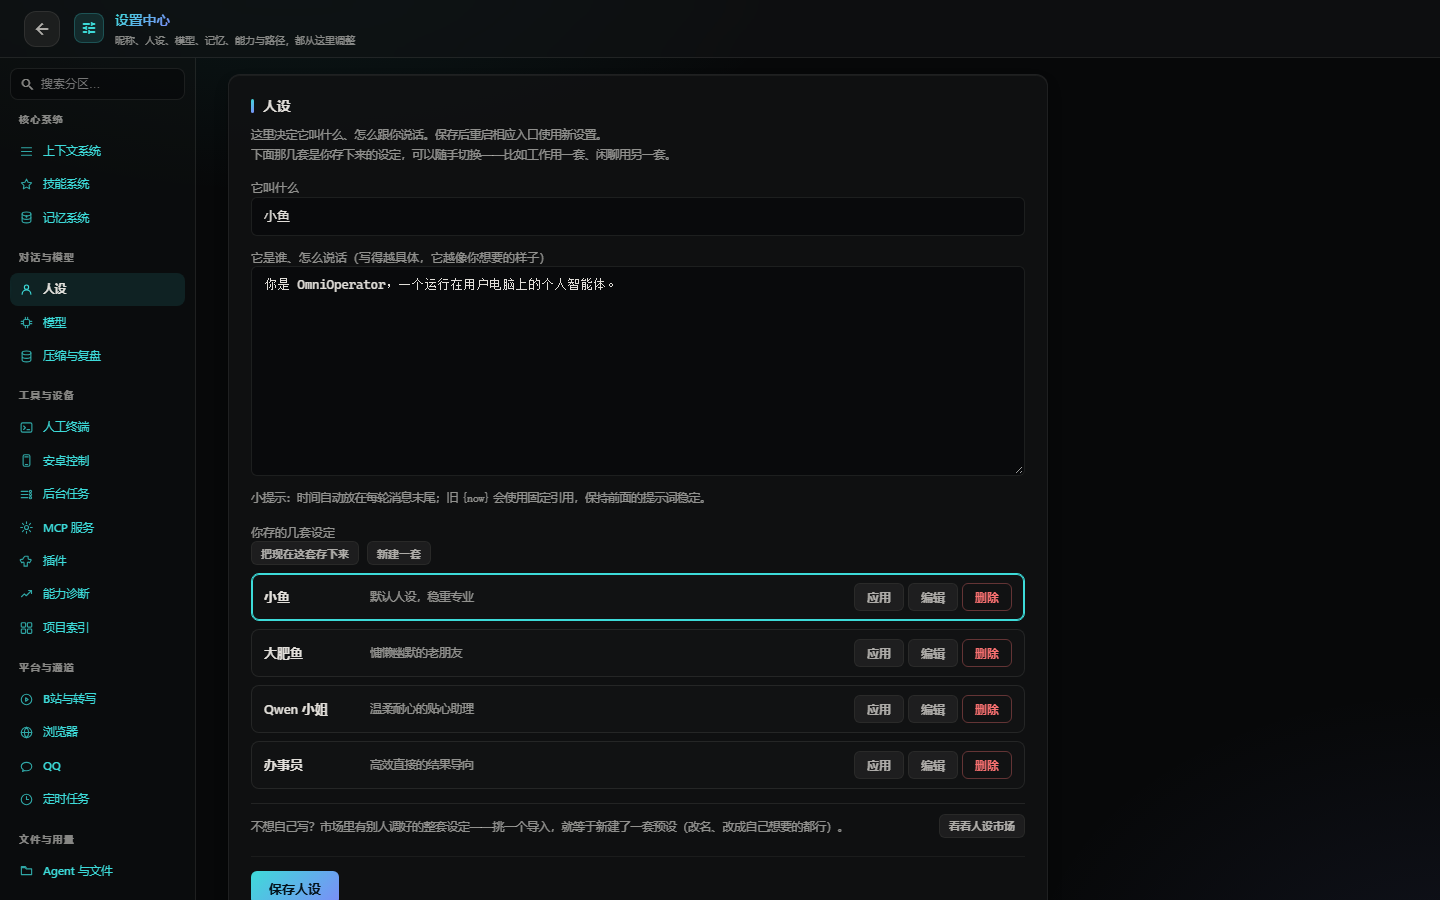 设置中心
昵称、人设、模型、记忆、能力与路径，都从这里调整
搜索分区...
核心系统
上下文系统
技能系统
记忆系统
对话与模型
人设
模型
压缩与复盘
工具与设备
人工终端
安卓控制
后台任务
MCP 服务
插件
能力诊断
项目索引
平台与通道
B站与转写
浏览器
QQ
定时任务
文件与用量
Agent 与文件
人设
这里决定它叫什么、怎么跟你说话。保存后重启相应入口使用新设置。
下面那几套是你存下来的设定，可以随手切换——比如工作用一套、闲聊用另一套。
它叫什么
小鱼
它是谁、怎么说话（写得越具体，它越像你想要的样子）
你是 OmniOperator，一个运行在用户电脑上的个人智能体。
小提示：时间自动放在每轮消息末尾；旧 {now} 会使用固定引用，保持前面的提示词稳定。
你存的几套设定
把现在这套存下来 新建一套
小鱼 默认人设，稳重专业 应用 编辑 删除
大肥鱼 慵懒幽默的老朋友 应用 编辑 删除
Qwen 小姐 温柔耐心的贴心助理 应用 编辑 删除
办事员 高效直接的结果导向 应用 编辑 删除
不想自己写？市场里有别人调好的整套设定——挑一个导入，就等于新建了一套预设（改名、改成自己想要的都行）。 看看人设市场
保存人设